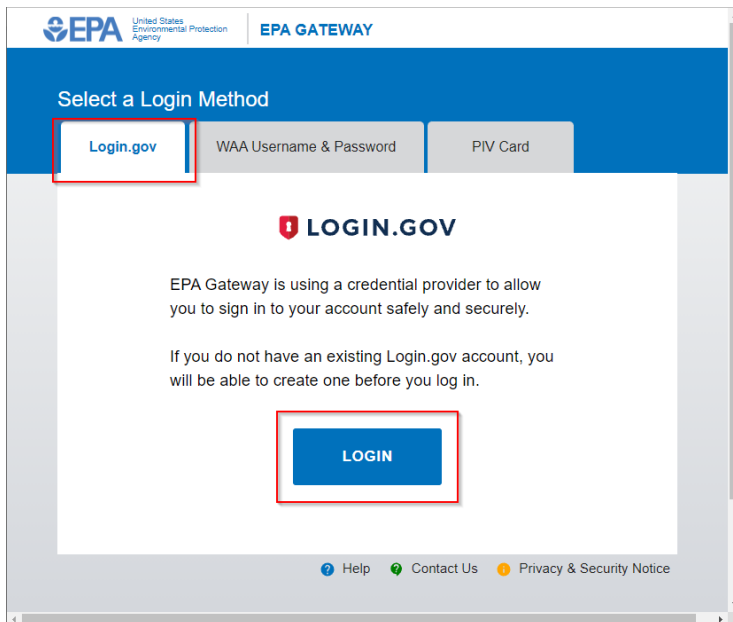 EPA
United States
Environmental Protection
Agency
EPA GATEWAY
Select a Login Method
Login.gov
WAA Username & Password
PIV Card
LOGIN.GOV
EPA Gateway is using a credential provider to allow
you to sign in to your account safely and securely.
If you do not have an existing Login.gov account, you
will be able to create one before you log in.
LOGIN
? Help
? Contact Us
Privacy & Security Notice